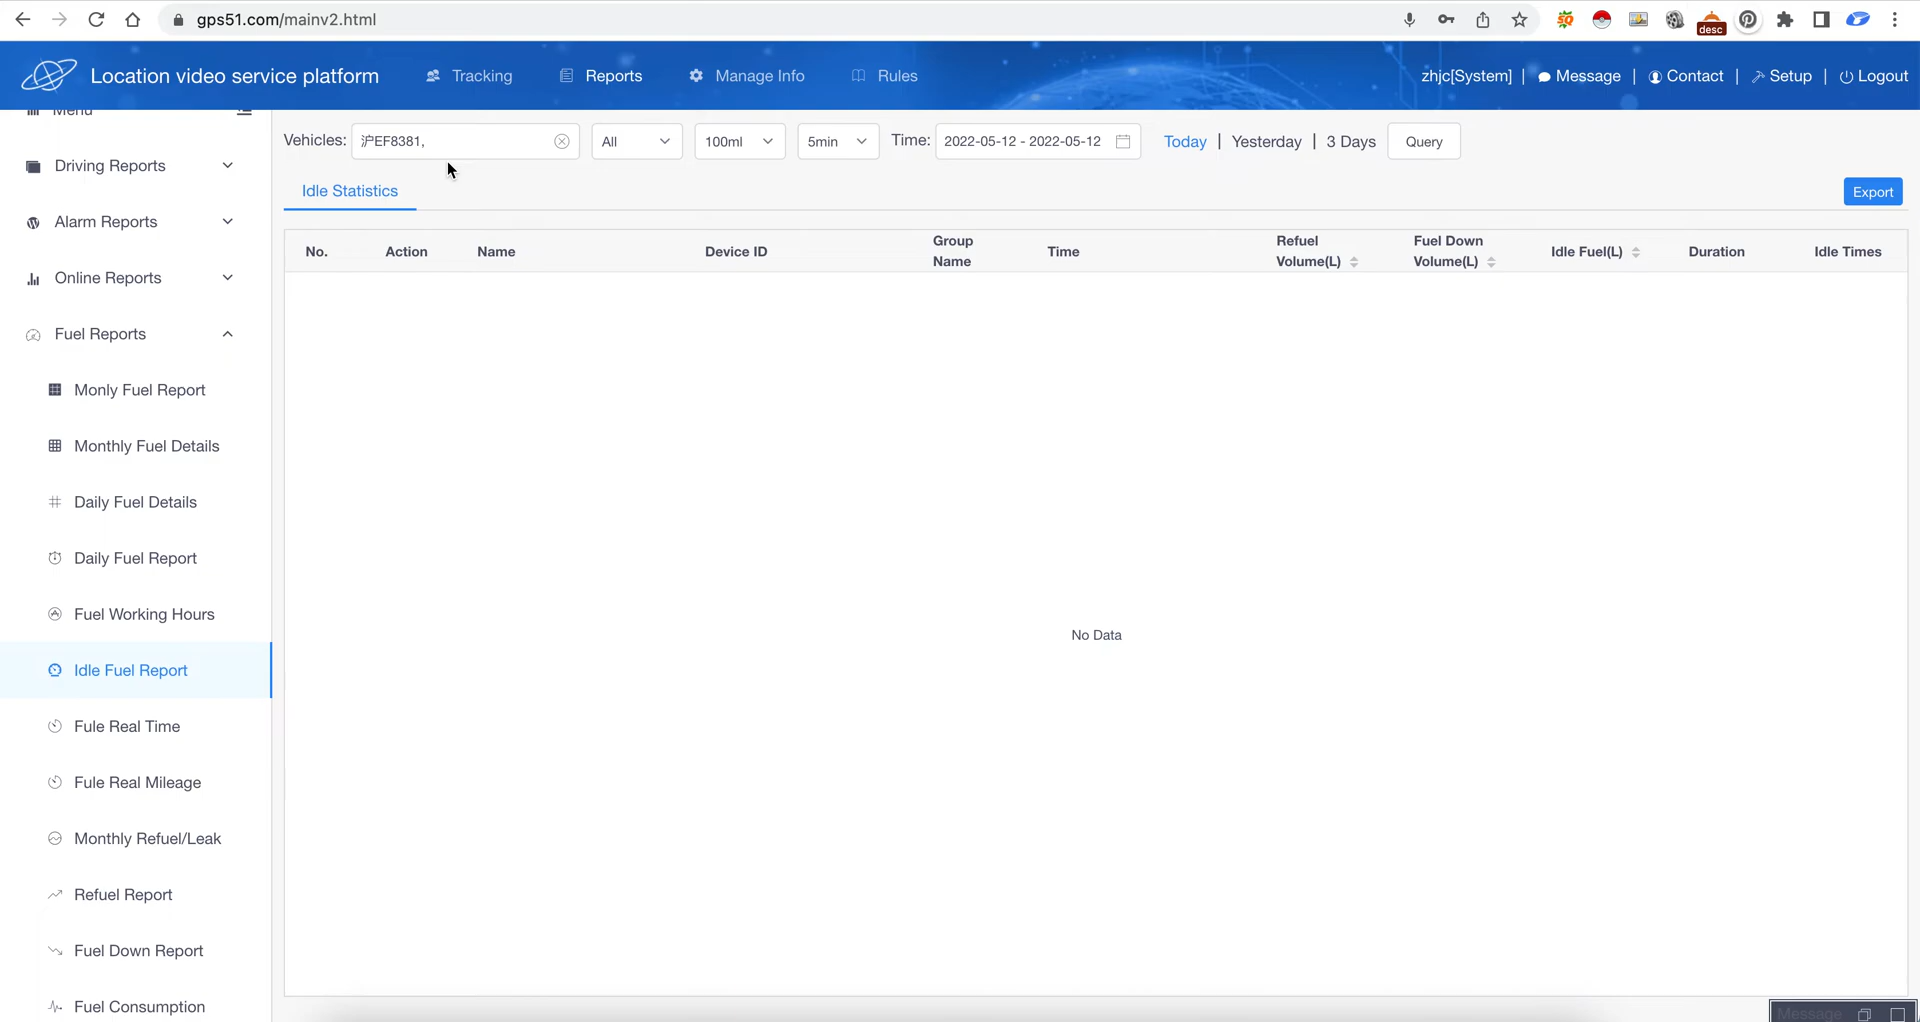 gps51.com/mainv2.html
desc
Location video service platform
Tracking
Reports
Manage Info
Rules
zhjc[System] | Message | Contact | Setup | Logout
Menu
Driving Reports
Alarm Reports
Online Reports
Fuel Reports
Monly Fuel Report
Monthly Fuel Details
Daily Fuel Details
Daily Fuel Report
Fuel Working Hours
Idle Fuel Report
Fule Real Time
Fule Real Mileage
Monthly Refuel/Leak
Refuel Report
Fuel Down Report
Fuel Consumption
Vehicles: 沪EF8381, All 100ml 5min Time: 2022-05-12 - 2022-05-12 Today | Yesterday | 3 Days Query
Idle Statistics
Export
No. Action Name Device ID Group Name Time Refuel Volume(L) Fuel Down Volume(L) Idle Fuel(L) Duration Idle Times
No Data
Message